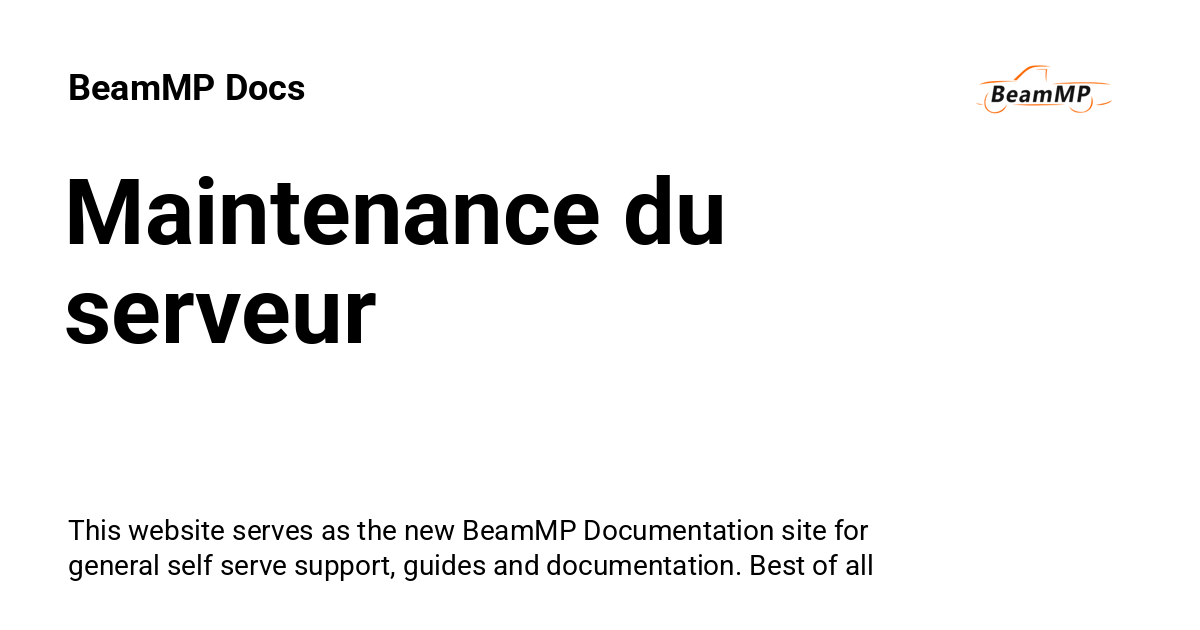 BeamMP Docs
BeamMP
Maintenance du
serveur
This website serves as the new BeamMP Documentation site for
general self serve support, guides and documentation. Best of all